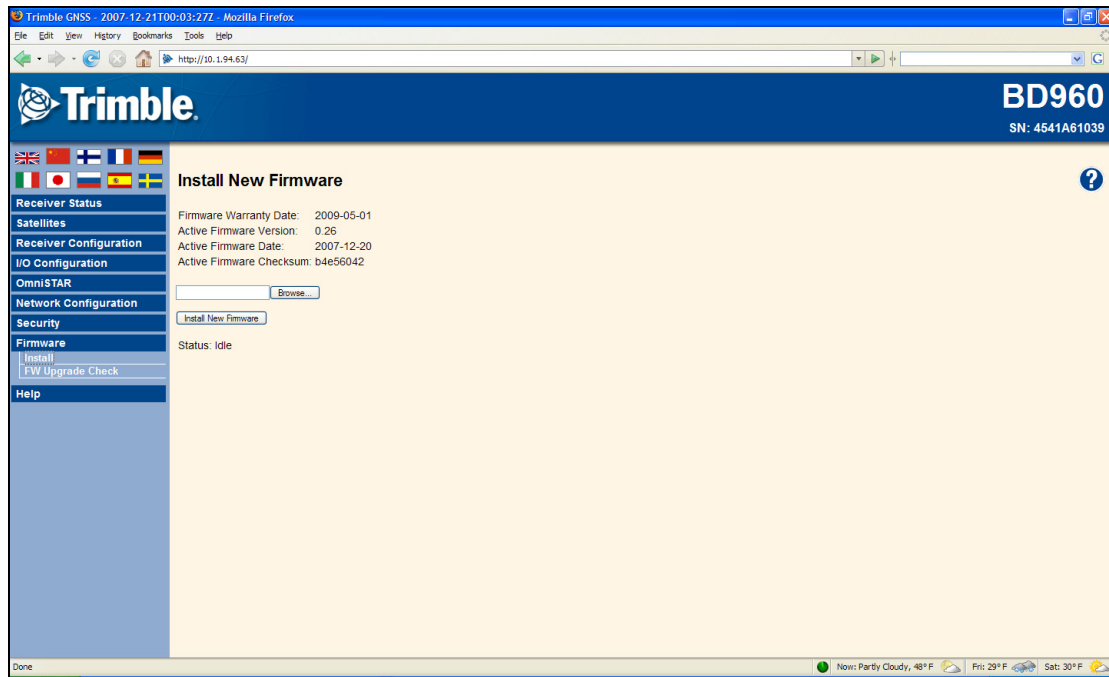 Trimble GNSS - 2007-12-21T00:03:27Z - Mozilla Firefox
File Edit View History Bookmarks Tools Help
http://10.1.94.63/
G
Trimble.
BD960
SN: 4541A61039
Install New Firmware
?
Receiver Status
Satellites
Receiver Configuration
I/O Configuration
OmniSTAR
Network Configuration
Security
Firmware
Install
FW Upgrade Check
Help
Firmware Warranty Date: 2009-05-01
Active Firmware Version: 0.26
Active Firmware Date: 2007-12-20
Active Firmware Checksum: b4e56042
Browse...
Install New Firmware
Status: Idle
Done
Now: Partly Cloudy, 48° F
Fri: 29° F
Sat: 30° F